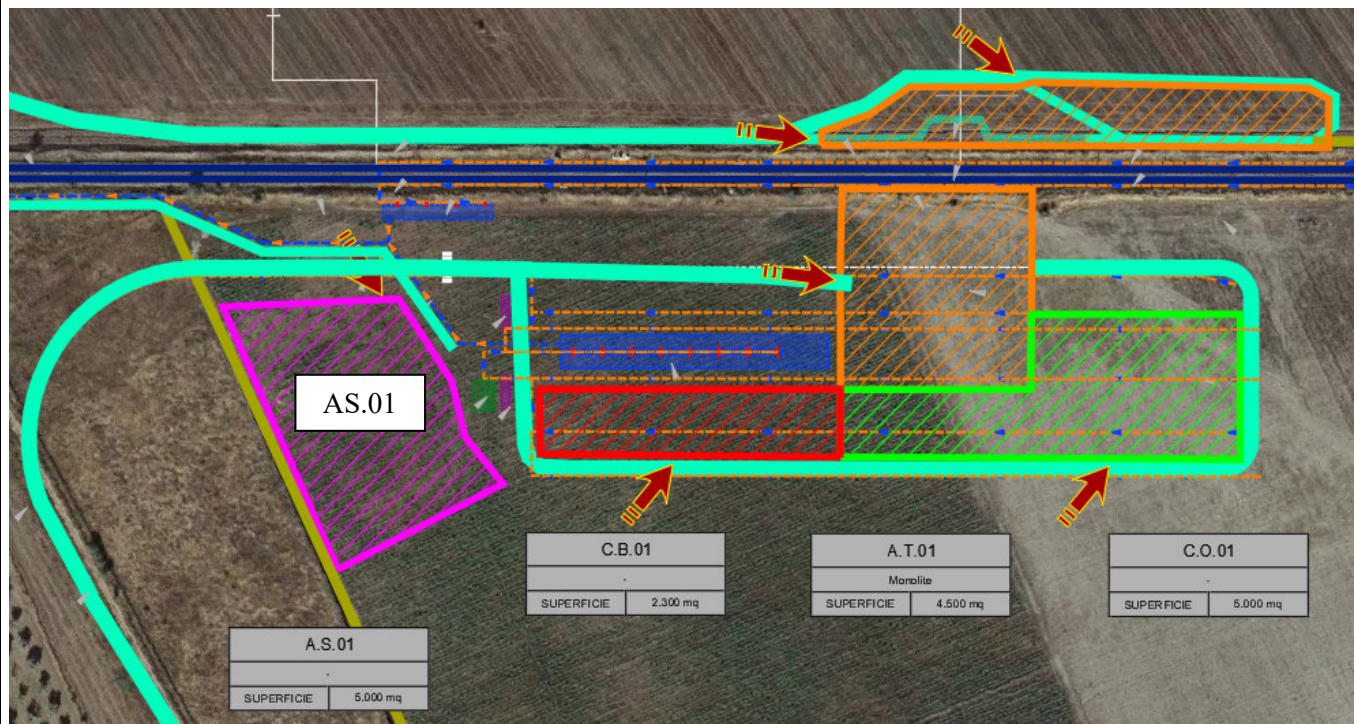 AS.01
C.B.01
-
SUPERFICIE 2.300 mq
A.T.01
Monolite
SUPERFICIE 4.500 mq
C.O.01
-
SUPERFICIE 5.000 mq
A.S.01
-
SUPERFICIE 5.000 mq